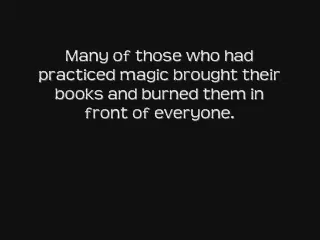 Many of those who had
practiced magic brought their
books and burned them in
front of everyone.